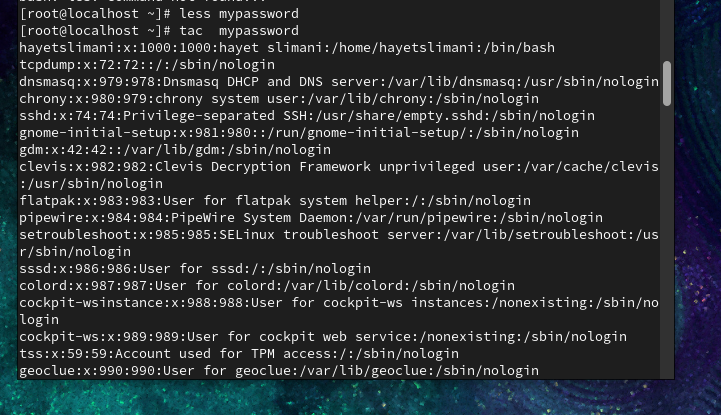 [root@localhost ~]# less mypassword
[root@localhost ~]# tac  mypassword
hayetslimani:x:1000:1000:hayet slimani:/home/hayetslimani:/bin/bash
tcpdump:x:72:72::/:/sbin/nologin
dnsmasq:x:979:978:Dnsmasq DHCP and DNS server:/var/lib/dnsmasq:/usr/sbin/nologin
chrony:x:980:979:chrony system user:/var/lib/chrony:/sbin/nologin
sshd:x:74:74:Privilege-separated SSH:/usr/share/empty.sshd:/sbin/nologin
gnome-initial-setup:x:981:980::/run/gnome-initial-setup/:/sbin/nologin
gdm:x:42:42::/var/lib/gdm:/sbin/nologin
clevis:x:982:982:Clevis Decryption Framework unprivileged user:/var/cache/clevis
:/usr/sbin/nologin
flatpak:x:983:983:User for flatpak system helper:/:/sbin/nologin
pipewire:x:984:984:PipeWire System Daemon:/var/run/pipewire:/sbin/nologin
setroubleshoot:x:985:985:SELinux troubleshoot server:/var/lib/setroubleshoot:/us
r/sbin/nologin
sssd:x:986:986:User for sssd:/:/sbin/nologin
colord:x:987:987:User for colord:/var/lib/colord:/sbin/nologin
cockpit-wsinstance:x:988:988:User for cockpit-ws instances:/nonexisting:/sbin/no
login
cockpit-ws:x:989:989:User for cockpit web service:/nonexisting:/sbin/nologin
tss:x:59:59:Account used for TPM access:/:/sbin/nologin
geoclue:x:990:990:User for geoclue:/var/lib/geoclue:/sbin/nologin